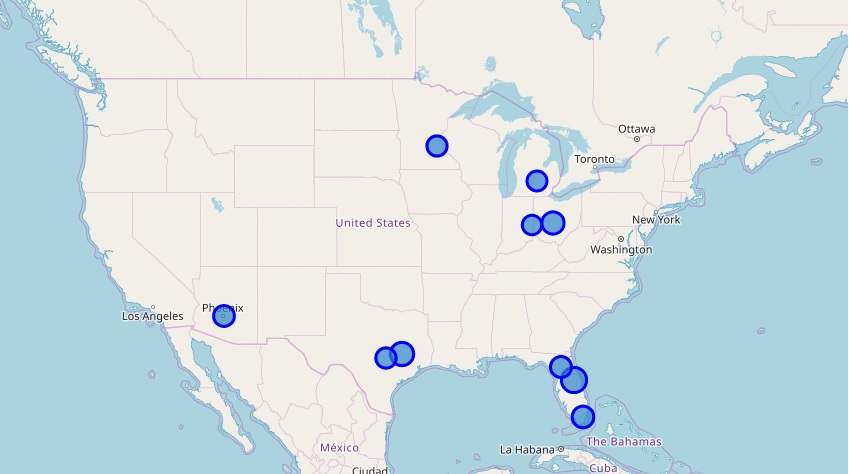 Ottawa
Toronto
United States
New York
Washington
Phoenix
Los Angeles
The Bahamas
La Habana
México
Cuba
Ciudad